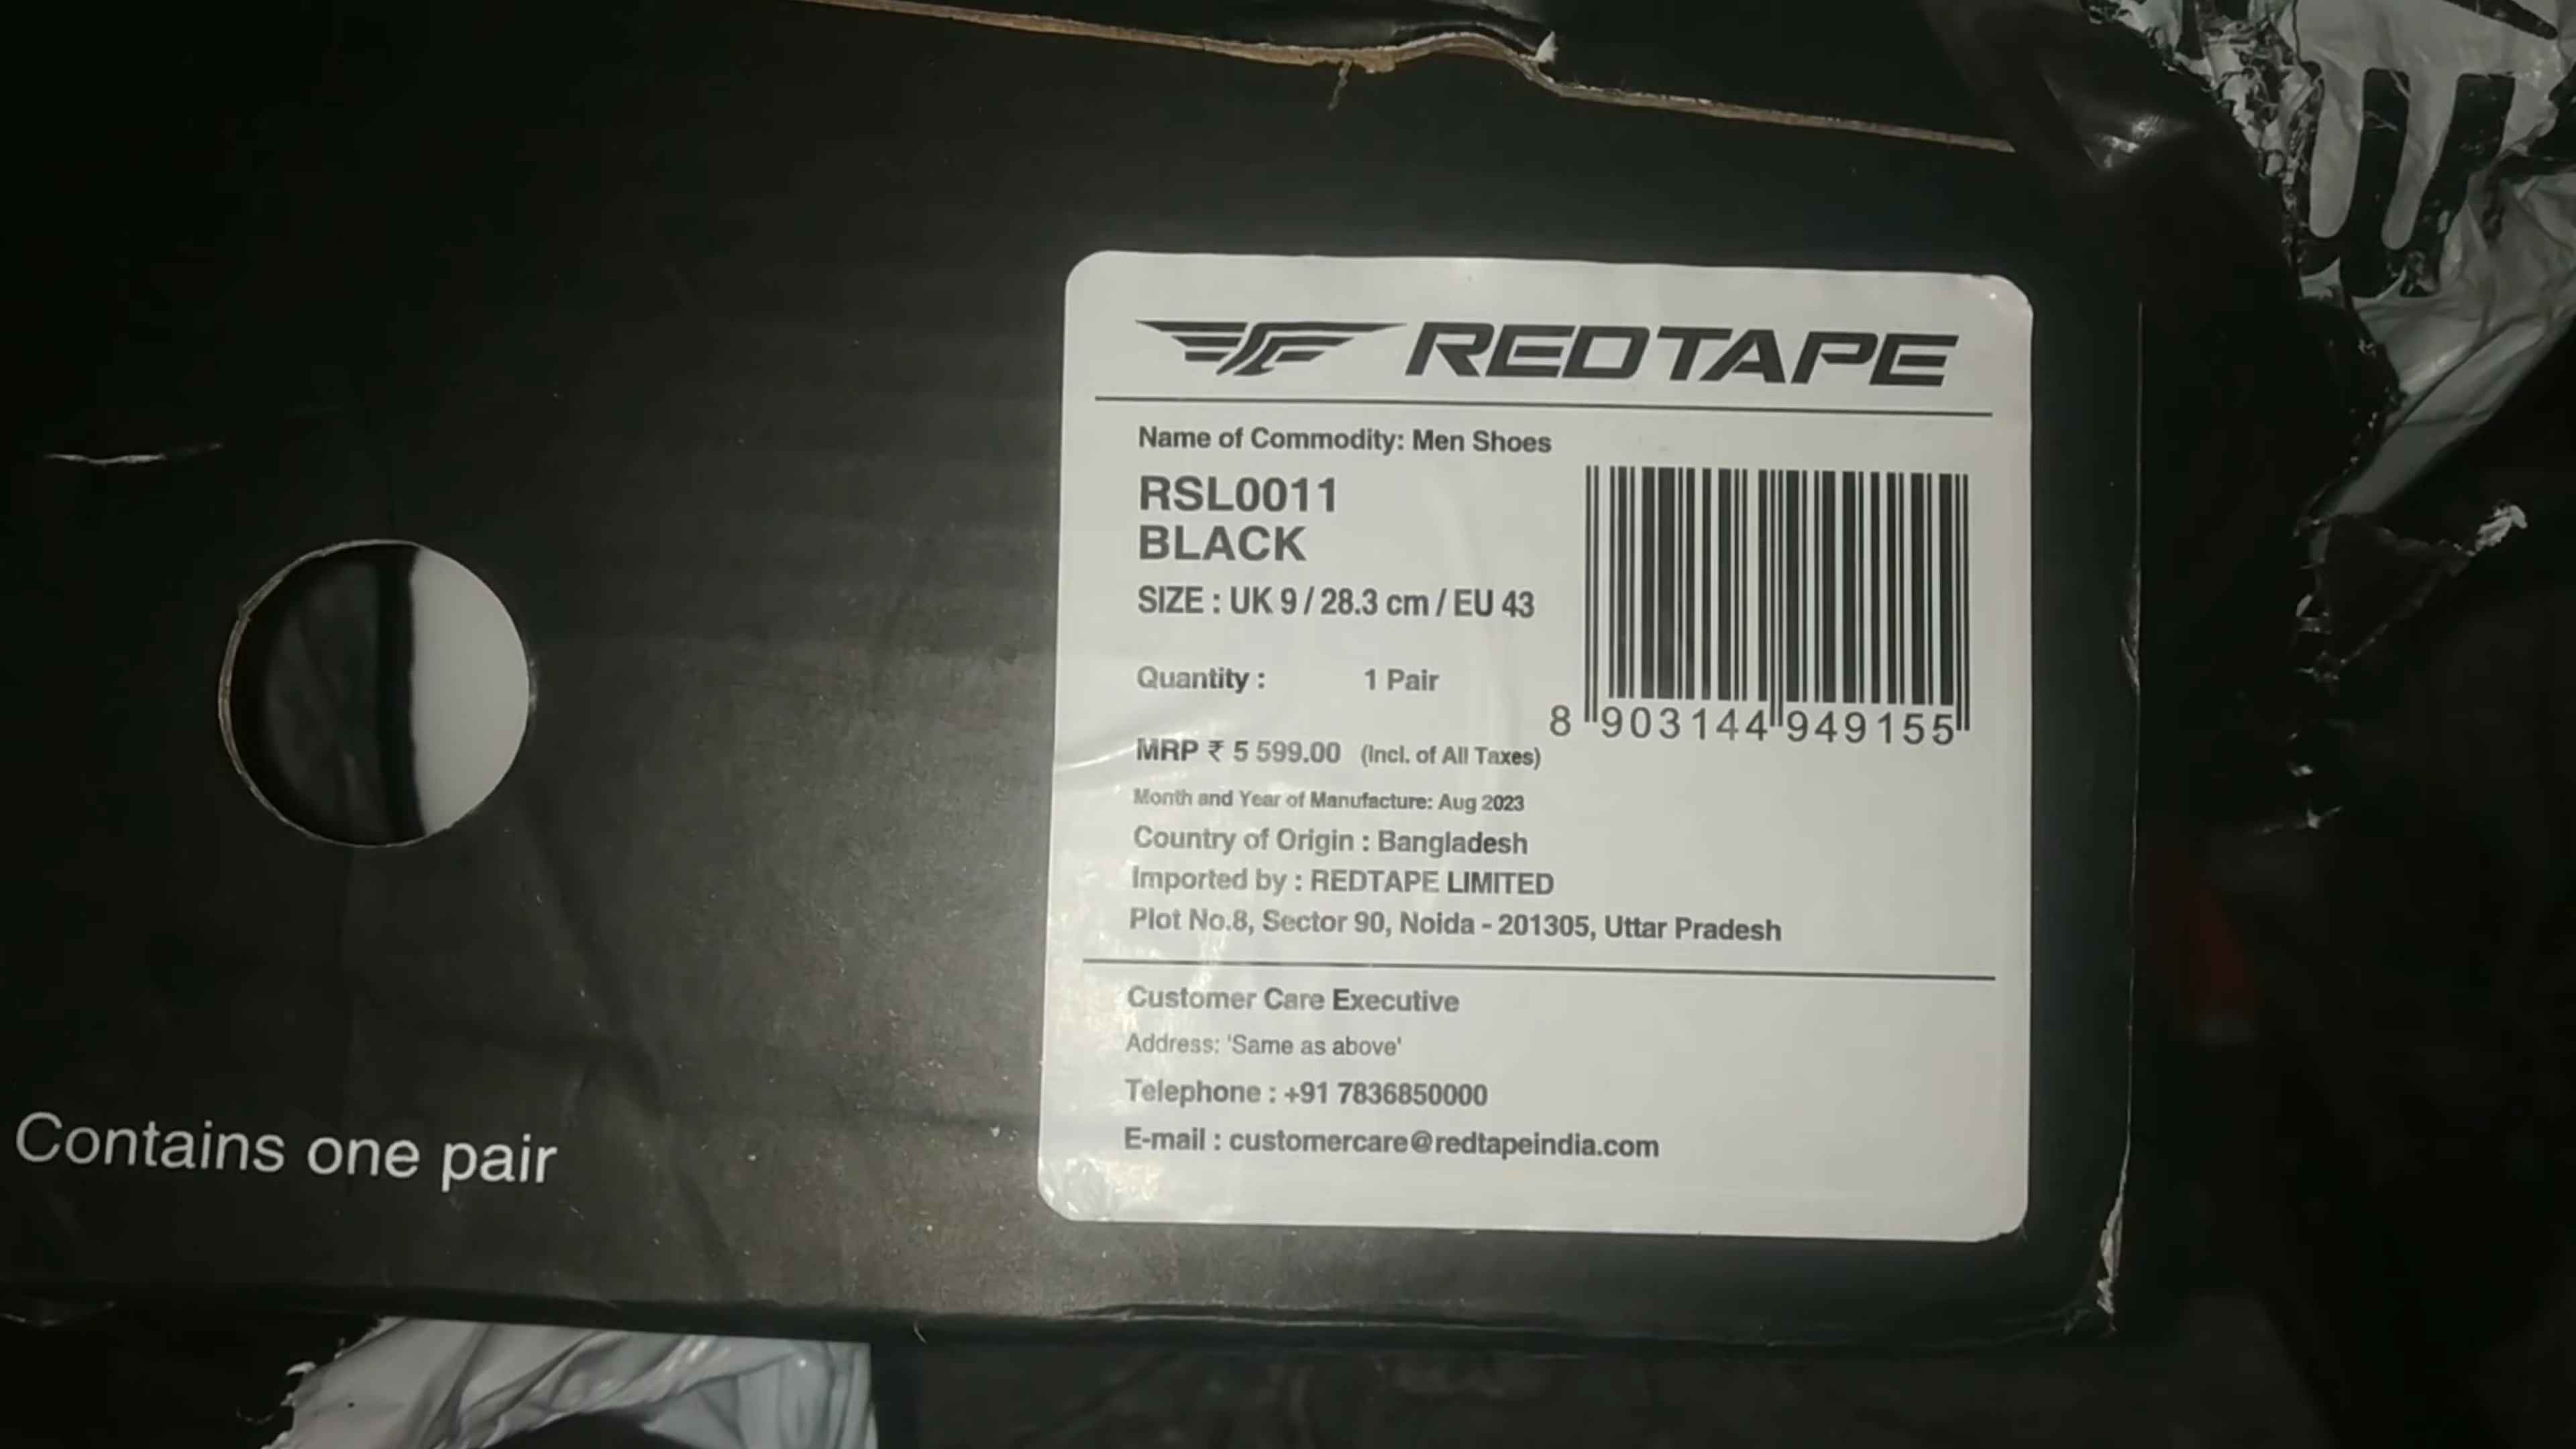 REDTAPE
Name of Commodity: Men Shoes
RSL0011
BLACK
SIZE : UK 9 / 28.3 cm / EU 43
Quantity : 1 Pair
8 903144 949155
MRP ₹ 5 599.00 (Incl. of All Taxes)
Month and Year of Manufacture: Aug 2023
Country of Origin : Bangladesh
Imported by : REDTAPE LIMITED
Plot No.8, Sector 90, Noida - 201305, Uttar Pradesh
Customer Care Executive
Address: 'Same as above'
Telephone : +91 7836850000
E-mail : customercare@redtapeindia.com
Contains one pair